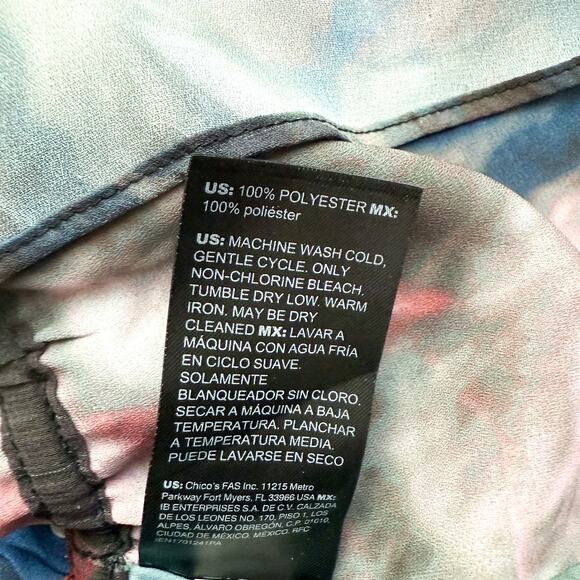 US: 100% POLYESTER MX:
100% poliéster
US: MACHINE WASH COLD,
GENTLE CYCLE. ONLY
NON-CHLORINE BLEACH,
TUMBLE DRY LOW. WARM
IRON. MAY BE DRY
CLEANED MX: LAVAR A
MÁQUINA CON AGUA FRÍA
EN CICLO SUAVE.
SOLAMENTE
BLANQUEADOR SIN CLORO.
SECAR A MÁQUINA A BAJA
TEMPERATURA. PLANCHAR
A TEMPERATURA MEDIA.
PUEDE LAVARSE EN SECO
US: Chico's FAS Inc. 11215 Metro
Parkway Fort Myers, FL 33966 USA MX:
IB ENTERPRISES S.A. DE C.V. CALZADA
DE LOS LEONES NO. 170, PISO 1, LOS
ALPES, ÁLVARO OBREGÓN, C.P. 01010,
CIUDAD DE MÉXICO. MÉXICO. RFC
IEN1701241PA